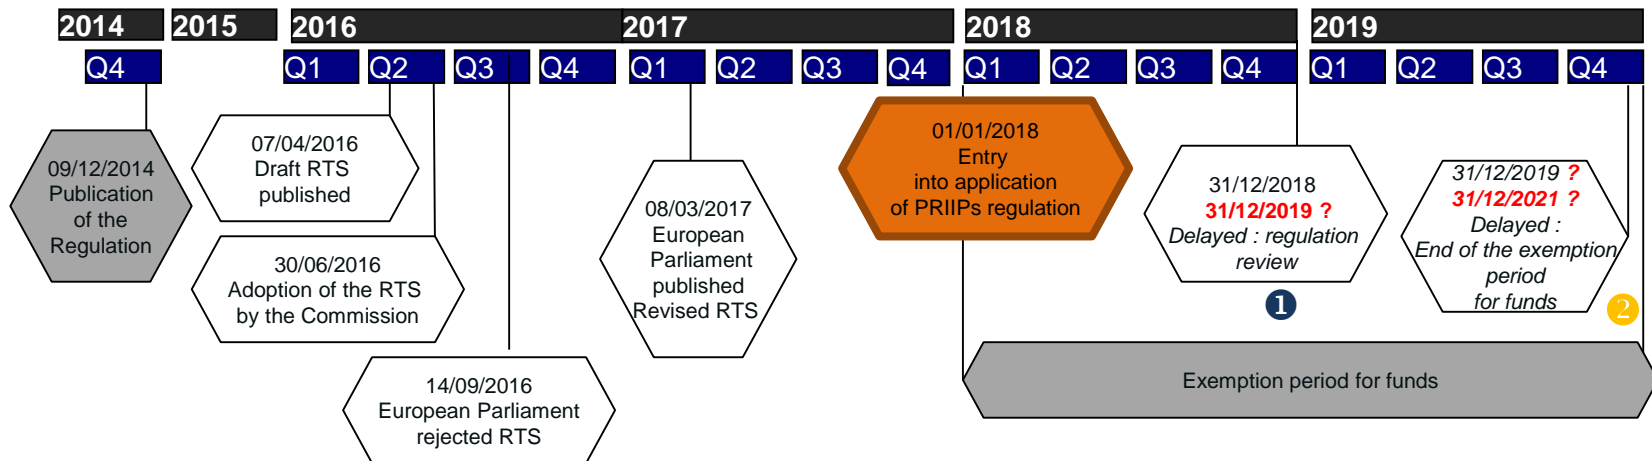 2014
2015
2016
2017
2018
2019
Q4
Q1
Q2
Q3
Q4
Q1
Q2
Q3
Q4
Q1
Q2
Q3
Q4
Q1
Q2
Q3
Q4
09/12/2014
Publication
of the
Regulation
07/04/2016
Draft RTS
published
30/06/2016
Adoption of the RTS
by the Commission
14/09/2016
European Parliament
rejected RTS
08/03/2017
European
Parliament
published
Revised RTS
01/01/2018
Entry
into application
of PRIIPs regulation
31/12/2018
31/12/2019 ?
Delayed : regulation
review
1
31/12/2019 ?
31/12/2021 ?
Delayed :
End of the exemption
period
for funds
2
Exemption period for funds